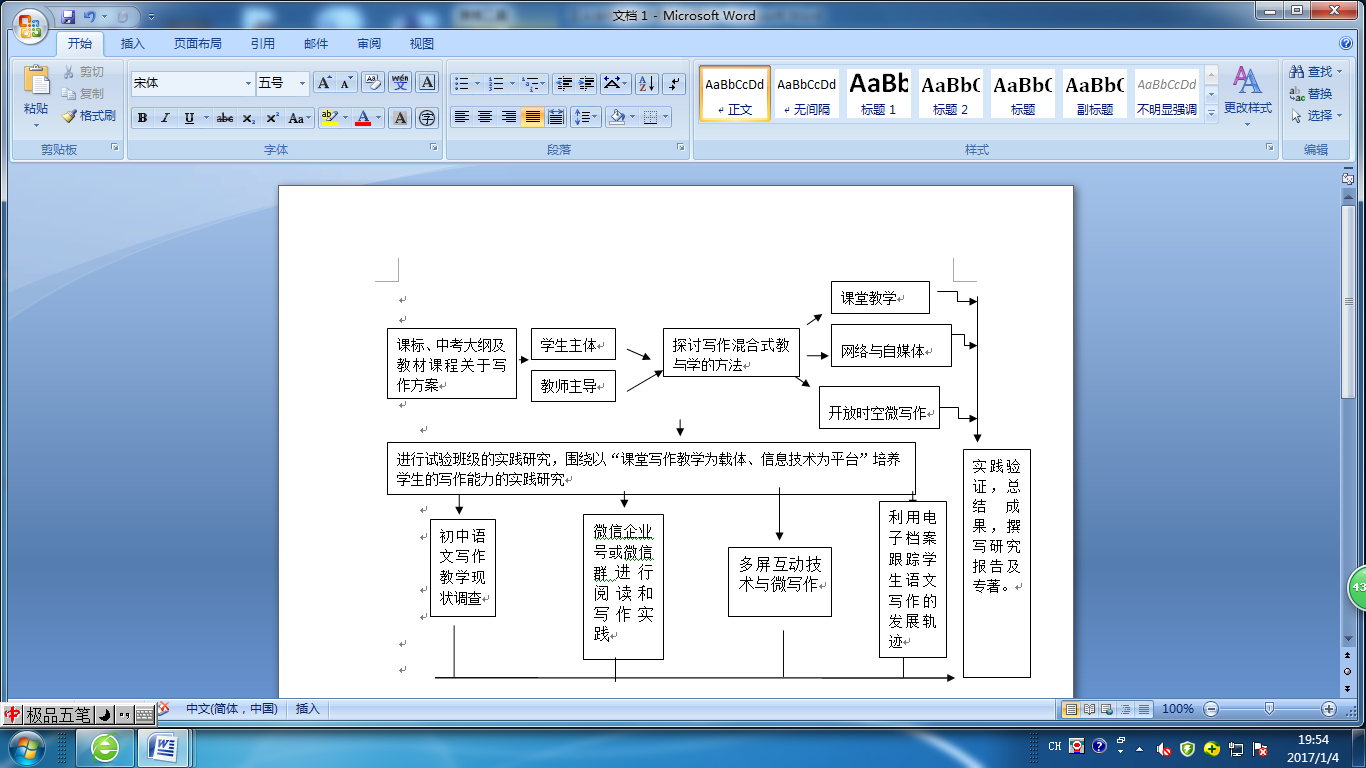 文档 1 - Microsoft Word
开始 插入 页面布局 引用 邮件 审阅 视图
粘贴
剪切
复制
格式刷
剪贴板
宋体 五号
字体
段落
AaBbCcDd AaBbCcDd AaBb AaBbC AaBbC AaBbC AaBbCcDd
正文 无间隔 标题 1 标题 2 标题 副标题 不明显强调
更改样式
样式
查找
替换
选择
编辑
课标、中考大纲及
教材课程关于写
作方案
学生主体
教师主导
探讨写作混合式教
与学的方法
课堂教学
网络与自媒体
开放时空微写作
进行试验班级的实践研究，围绕以“课堂写作教学为载体、信息技术为平台”培养
学生的写作能力的实践研究
初中语
文写作
教学现
状调查
微信企业
号或微信
群进行
阅读和
写作实
践
多屏互动技
术与微写作
利用电
子档案
跟踪学
生语文
写作的
发展轨
迹
实践验
证，总
结成
果，撰
写研究
报告及
专著。
43
中 极品五笔
中文(简体，中国) 插入
100%
CH
19:54
2017/1/4